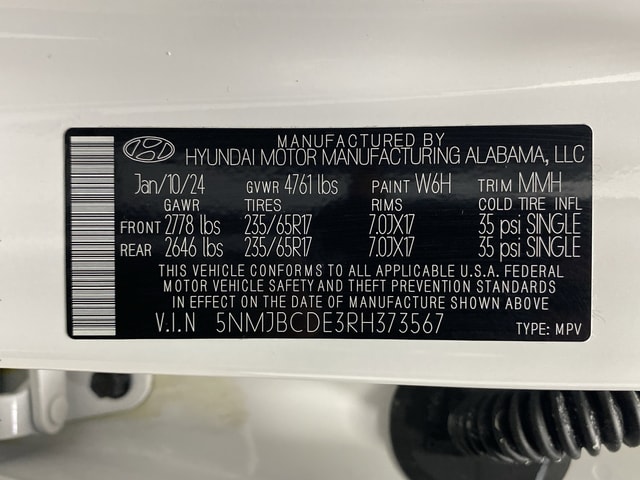 MANUFACTURED BY
HYUNDAI MOTOR MANUFACTURING ALABAMA, LLC
Jan/10/24 GVWR 4761 lbs PAINT W6H TRIM MMH
GAWR TIRES RIMS COLD TIRE INFL
FRONT 2778 lbs 235/65R17 7.0JX17 35 psi SINGLE
REAR 2646 lbs 235/65R17 7.0JX17 35 psi SINGLE
THIS VEHICLE CONFORMS TO ALL APPLICABLE U.S.A. FEDERAL
MOTOR VEHICLE SAFETY AND THEFT PREVENTION STANDARDS
IN EFFECT ON THE DATE OF MANUFACTURE SHOWN ABOVE
V.I.N 5NMJBCDE3RH373567 TYPE: MPV